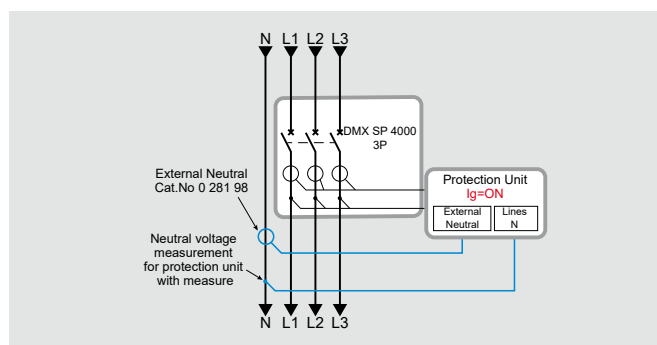 N L1 L2 L3
DMX SP 4000
3P
External Neutral
Cat.No 0 281 98
Protection Unit
Ig=ON
External
Neutral
Lines
N
Neutral voltage
measurement
for protection unit
with measure
N L1 L2 L3